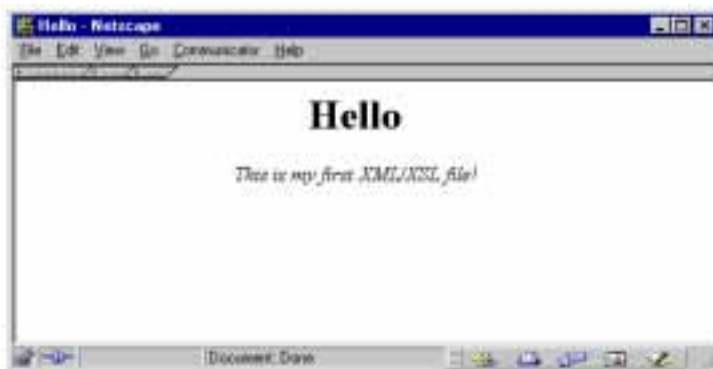 Hello - Netscape
File Edit View Go Communicator Help
Hello
This is my first XML/XSL file!
Document: Done